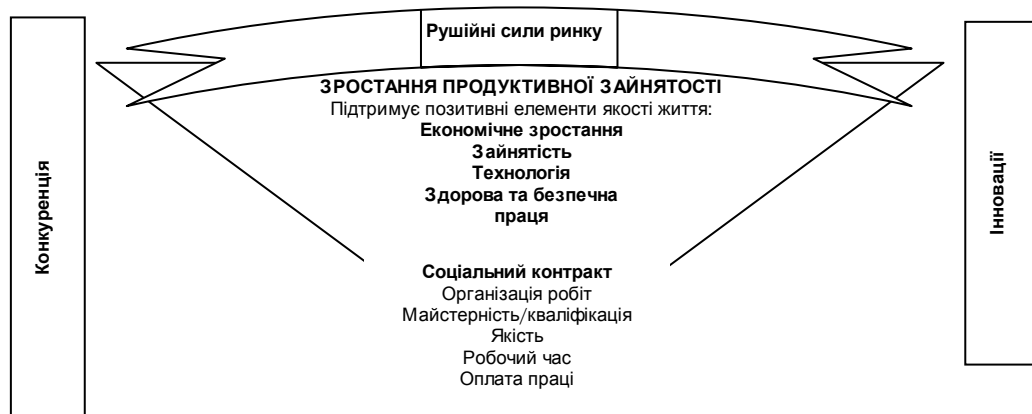 Рушійні сили ринку
Конкуренція
ЗРОСТАННЯ ПРОДУКТИВНОЇ ЗАЙНЯТОСТІ
Підтримує позитивні елементи якості життя:
Економічне зростання
Зайнятість
Технологія
Здорова та безпечна
праця
Соціальний контракт
Організація робіт
Майстерність/кваліфікація
Якість
Робочий час
Оплата праці
Інновації